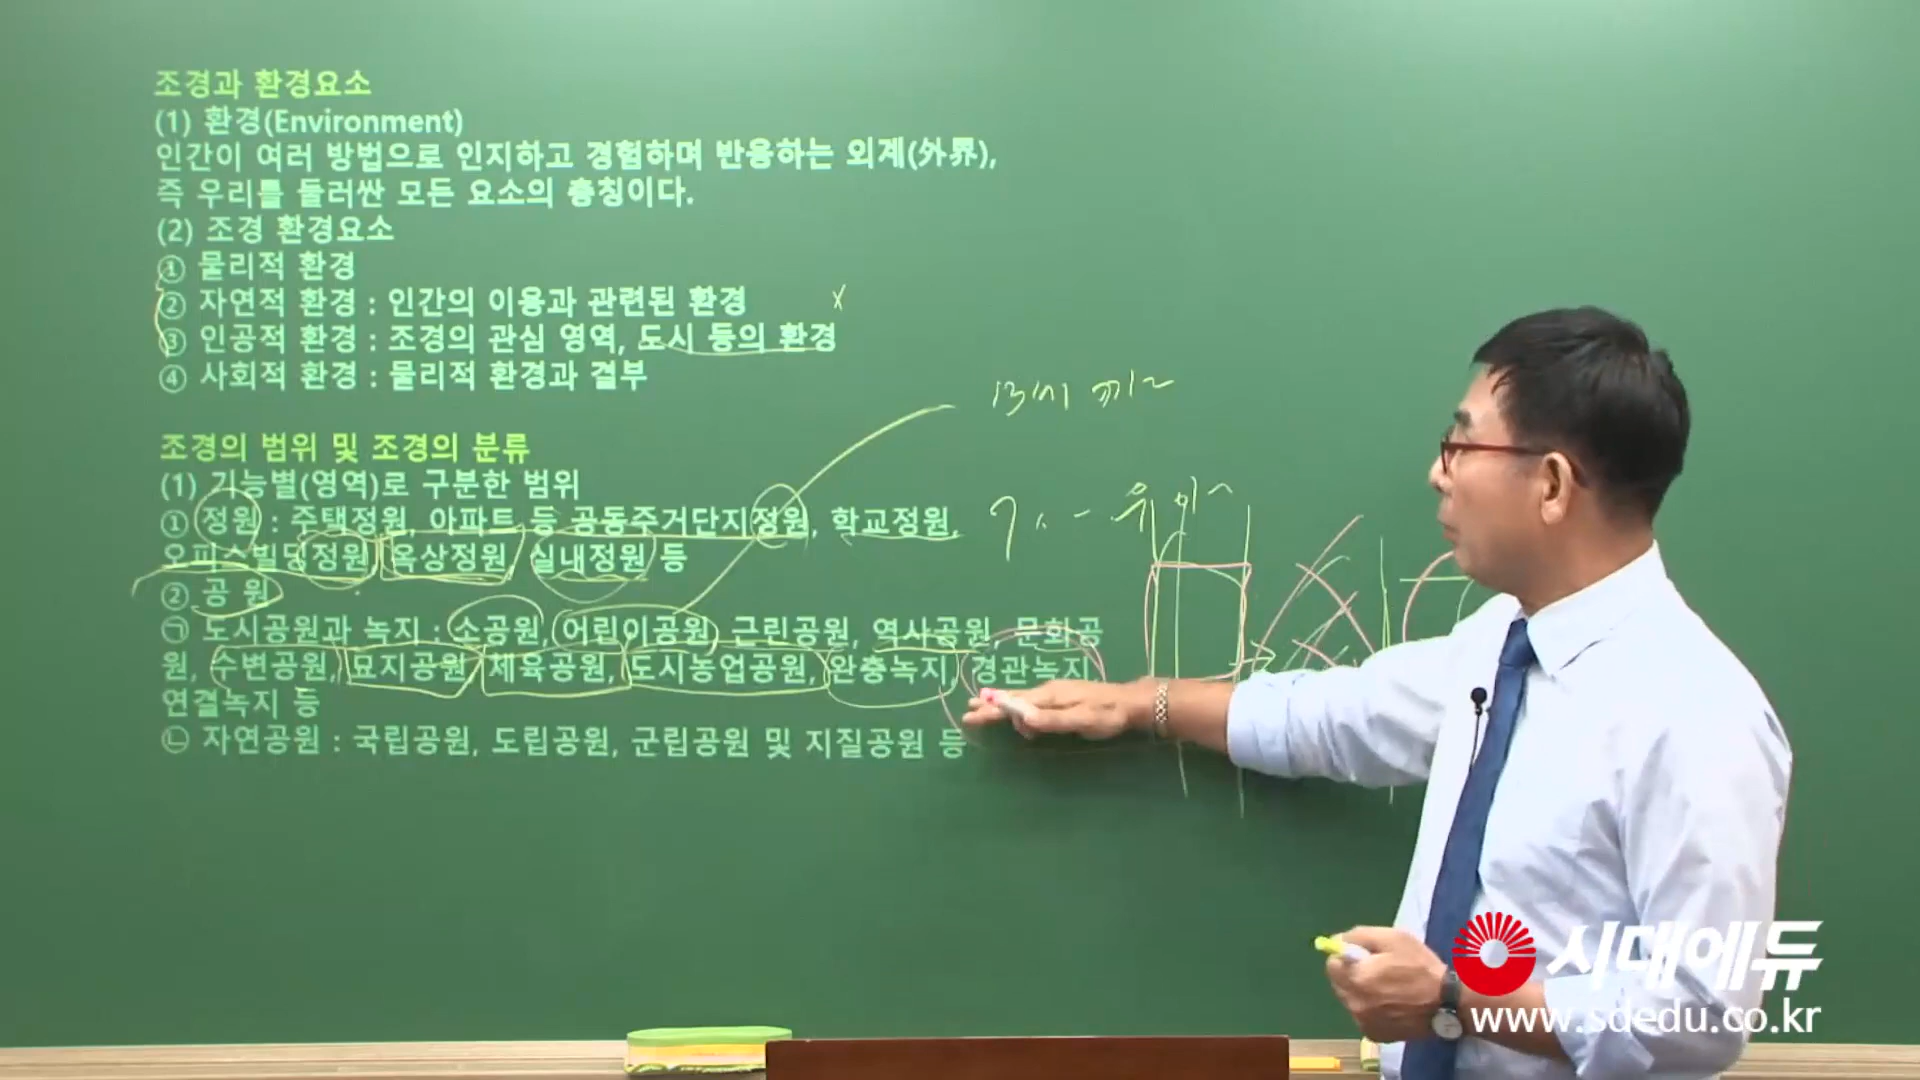 조경과 환경요소
(1) 환경(Environment)
인간이 여러 방법으로 인지하고 경험하며 반응하는 외계(外界),
즉 우리를 둘러싼 모든 요소의 총칭이다.
(2) 조경 환경요소
① 물리적 환경
② 자연적 환경 : 인간의 이용과 관련된 환경
③ 인공적 환경 : 조경의 관심 영역, 도시 등의 환경
④ 사회적 환경 : 물리적 환경과 결부
조경의 범위 및 조경의 분류
(1) 기능별(영역)로 구분한 범위
① 정원 : 주택정원, 아파트 등 공동주거단지정원, 학교정원,
오피스빌딩정원, 옥상정원, 실내정원 등
② 공 원
㉠ 도시공원과 녹지 : 소공원, 어린이공원, 근린공원, 역사공원, 문화공
원, 수변공원, 묘지공원, 체육공원, 도시농업공원, 완충녹지, 경관녹지,
연결녹지 등
㉡ 자연공원 : 국립공원, 도립공원, 군립공원 및 지질공원 등
시대에듀
www.sdedu.co.kr